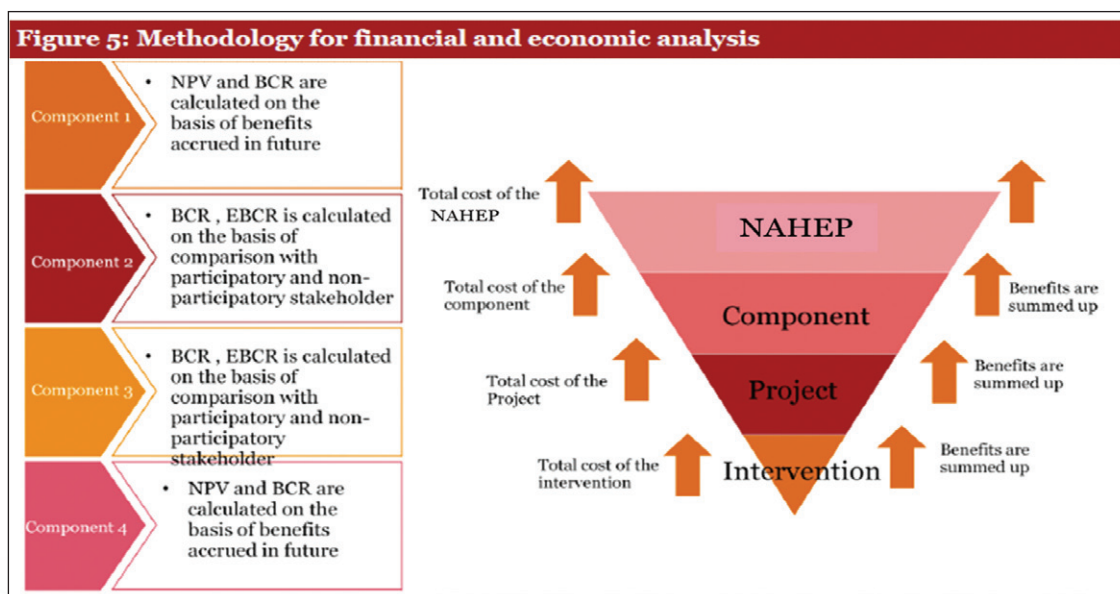 Figure 5: Methodology for financial and economic analysis
Component 1
• NPV and BCR are
calculated on the
basis of benefits
accrued in future
Component 2
• BCR , EBCR is calculated
on the basis of
comparison with
participatory and non-
participatory stakeholder
Component 3
• BCR , EBCR is calculated
on the basis of
comparison with
participatory and non-
participatory
stakeholder
Component 4
• NPV and BCR are
calculated on the
basis of benefits
accrued in future
Total cost of the
NAHEP
NAHEP
Total cost of the
component
Component
Benefits are
summed up
Total cost of the
Project
Project
Benefits are
summed up
Total cost of the
intervention
Intervention
Benefits are
summed up